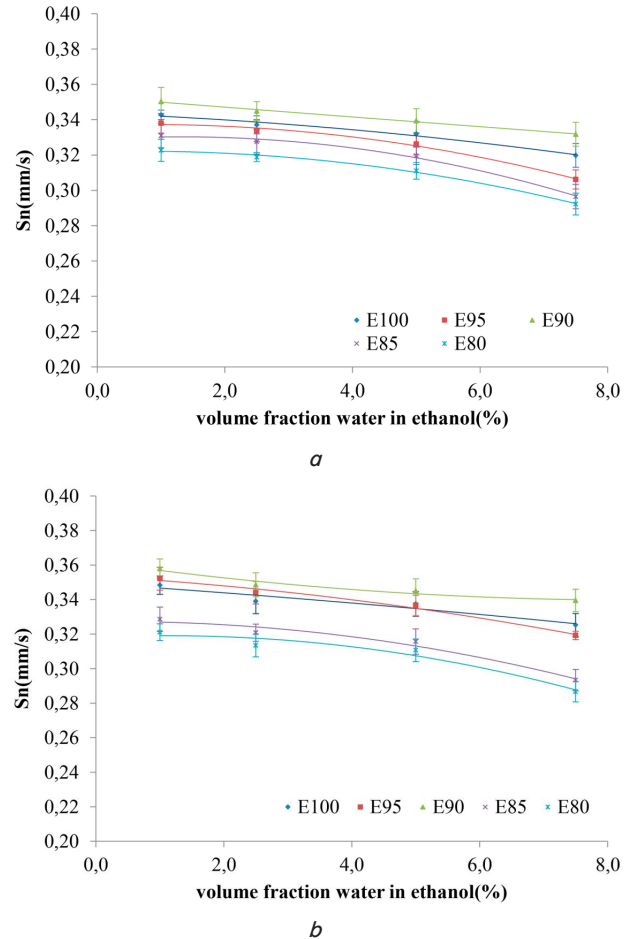 0,40
0,38
0,36
0,34
0,32
0,30
0,28
0,26
0,24
0,22
0,20
Sn(mm/s)
E100 E95 E90
E85 E80
0,0 2,0 4,0 6,0 8,0
volume fraction water in ethanol(%)
a
0,40
0,38
0,36
0,34
0,32
0,30
0,28
0,26
0,24
0,22
0,20
Sn(mm/s)
E100 E95 E90 E85 E80
0,0 2,0 4,0 6,0 8,0
volume fraction water in ethanol(%)
b